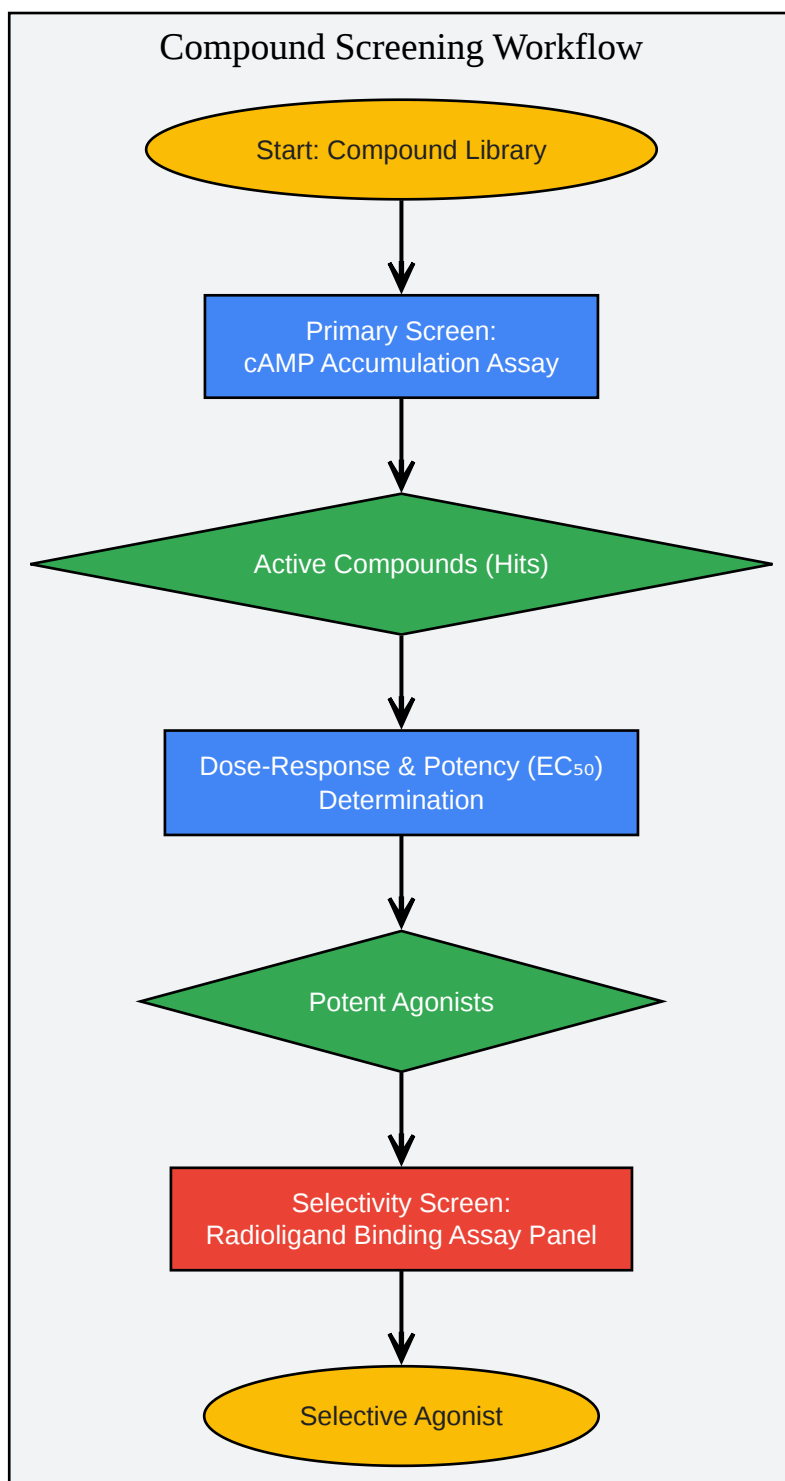 Compound Screening Workflow
Start: Compound Library
Primary Screen:
cAMP Accumulation Assay
Active Compounds (Hits)
Dose-Response & Potency (EC₅₀)
Determination
Potent Agonists
Selectivity Screen:
Radioligand Binding Assay Panel
Selective Agonist